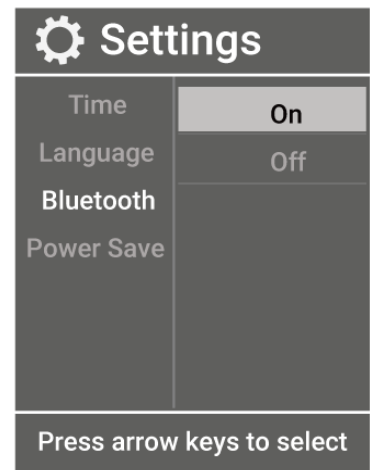 Settings
Time
Language
Bluetooth
Power Save
On
Off
Press arrow keys to select